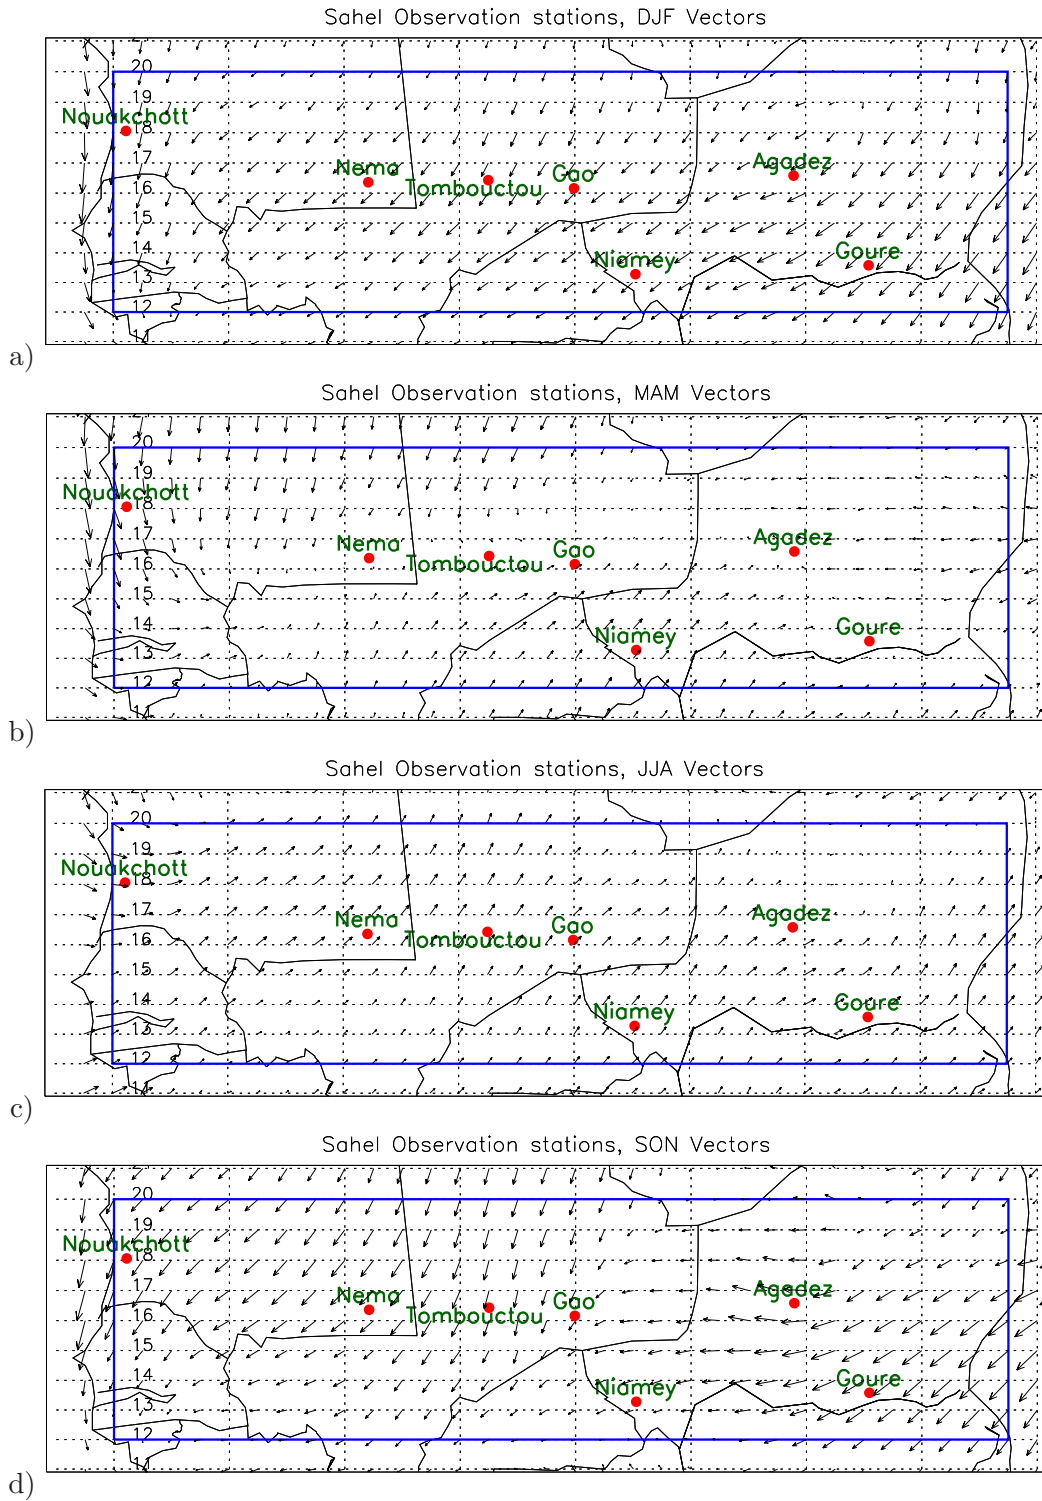 Sahel Observation stations, DJF Vectors
20
19
Nouakchott
18
17
Nema
Gao
Agadez
16
Tombouctou
15
14
Goure
Niamey
13
12
a)
Sahel Observation stations, MAM Vectors
20
19
Nouakchott
18
17
Nema
Gao
Agadez
16
Tombouctou
15
14
Goure
Niamey
13
12
11
b)
Sahel Observation stations, JJA Vectors
20
19
Nouakchott
18
17
Nema
Gao
Agadez
16
Tombouctou
15
14
Goure
Niamey
13
12
11
c)
Sahel Observation stations, SON Vectors
20
19
Nouakchott
18
17
Nema
Gao
Agadez
16
Tombouctou
15
14
Goure
Niamey
13
12
11
d)